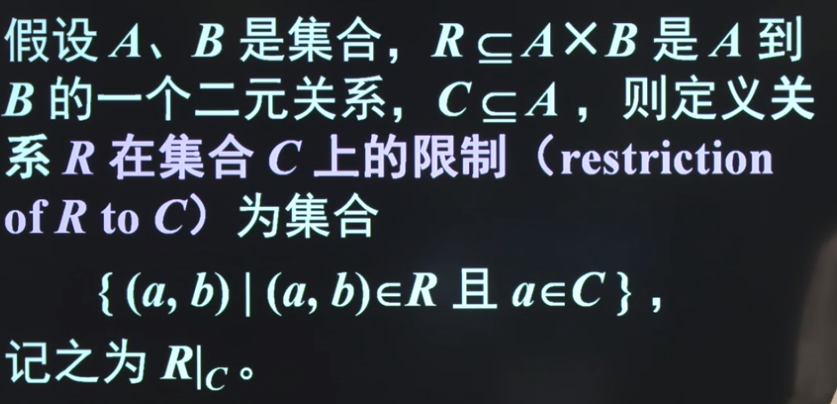 假设 A、B 是集合，R⊆A×B 是 A 到
B 的一个二元关系，C⊆A，则定义关
系 R 在集合 C 上的限制（restriction
of R to C）为集合
{ (a, b) | (a, b)∈R 且 a∈C }，
记之为 R|C。